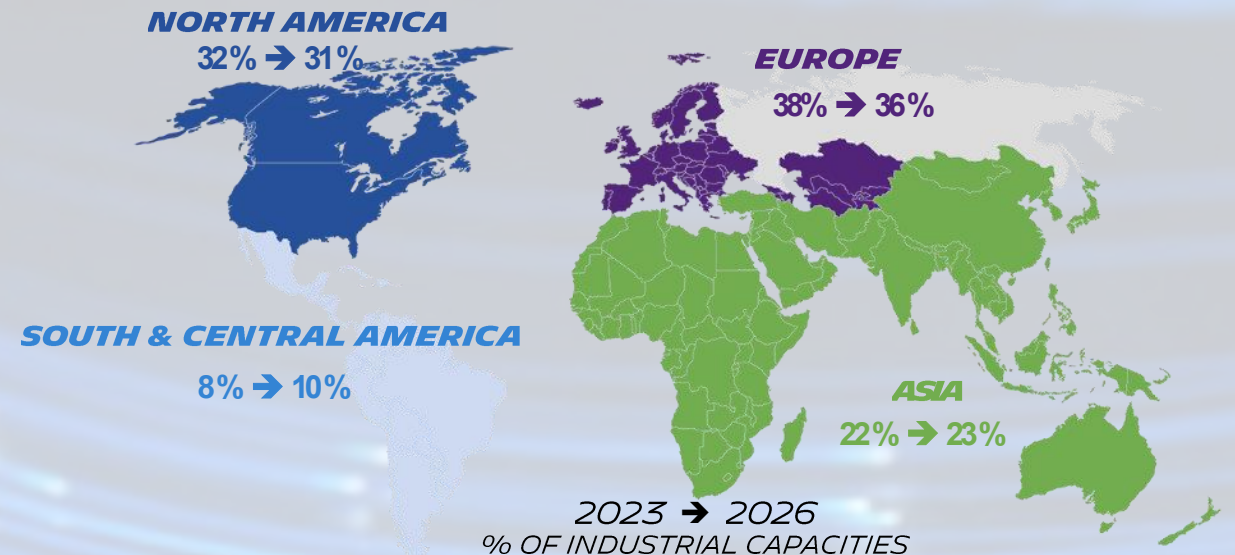 NORTH AMERICA
32% ➔ 31%
EUROPE
38% ➔ 36%
SOUTH & CENTRAL AMERICA
8% ➔ 10%
ASIA
22% ➔ 23%
2023 ➔ 2026
% OF INDUSTRIAL CAPACITIES